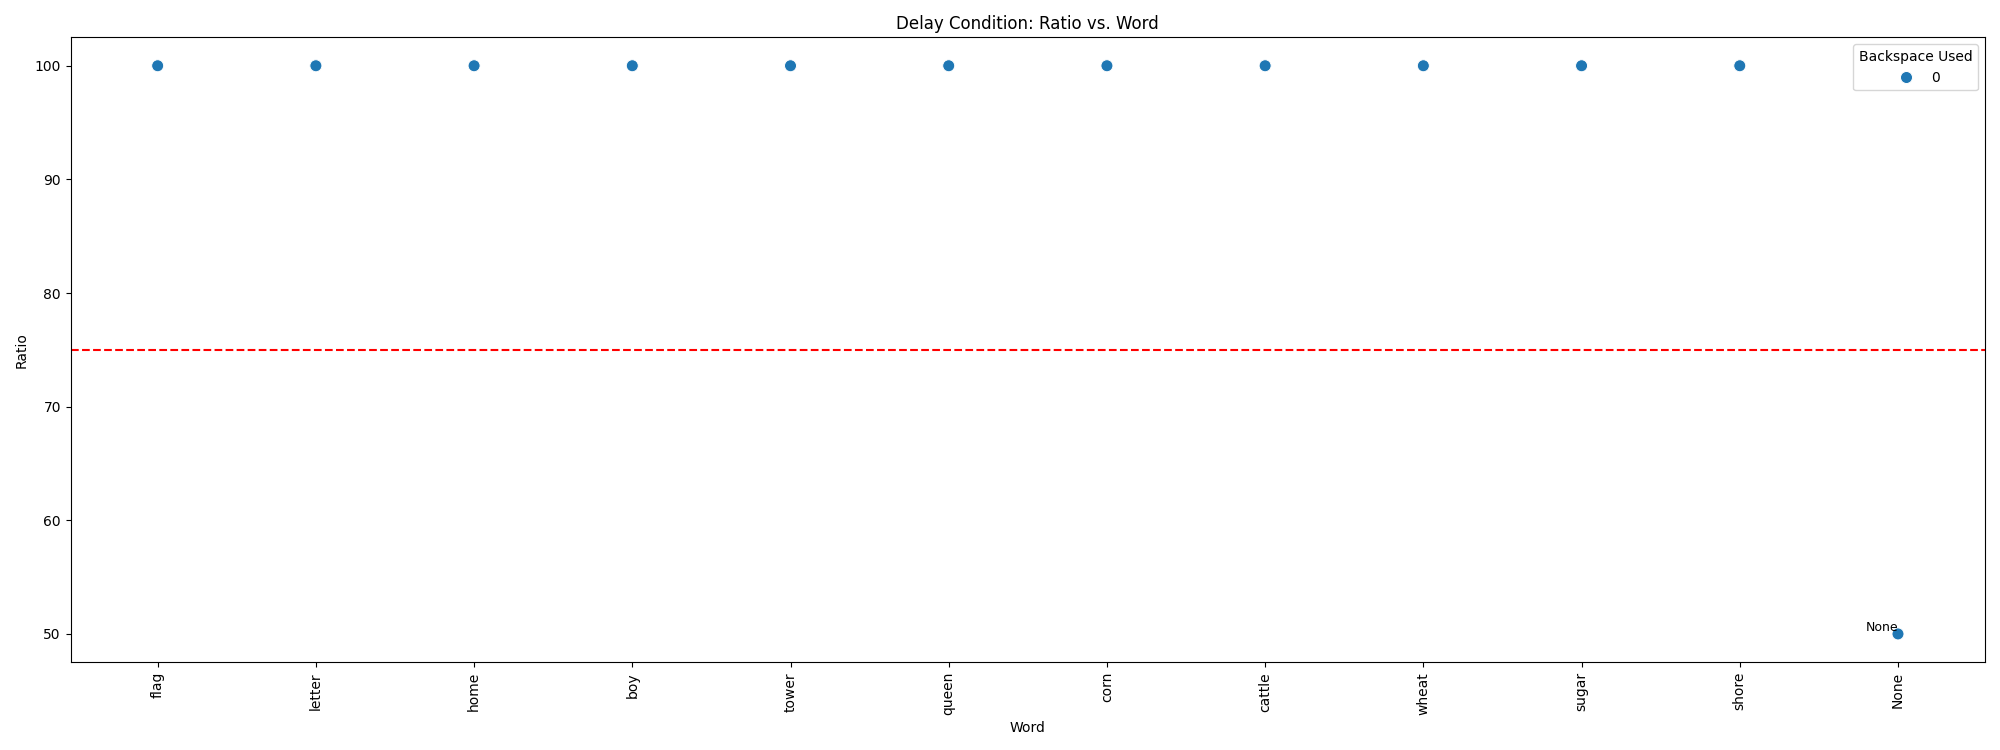 Delay Condition: Ratio vs. Word
Backspace Used
0
100
90
80
70
60
50
Ratio
None
flag
letter
home
boy
tower
queen
corn
cattle
wheat
sugar
shore
None
Word